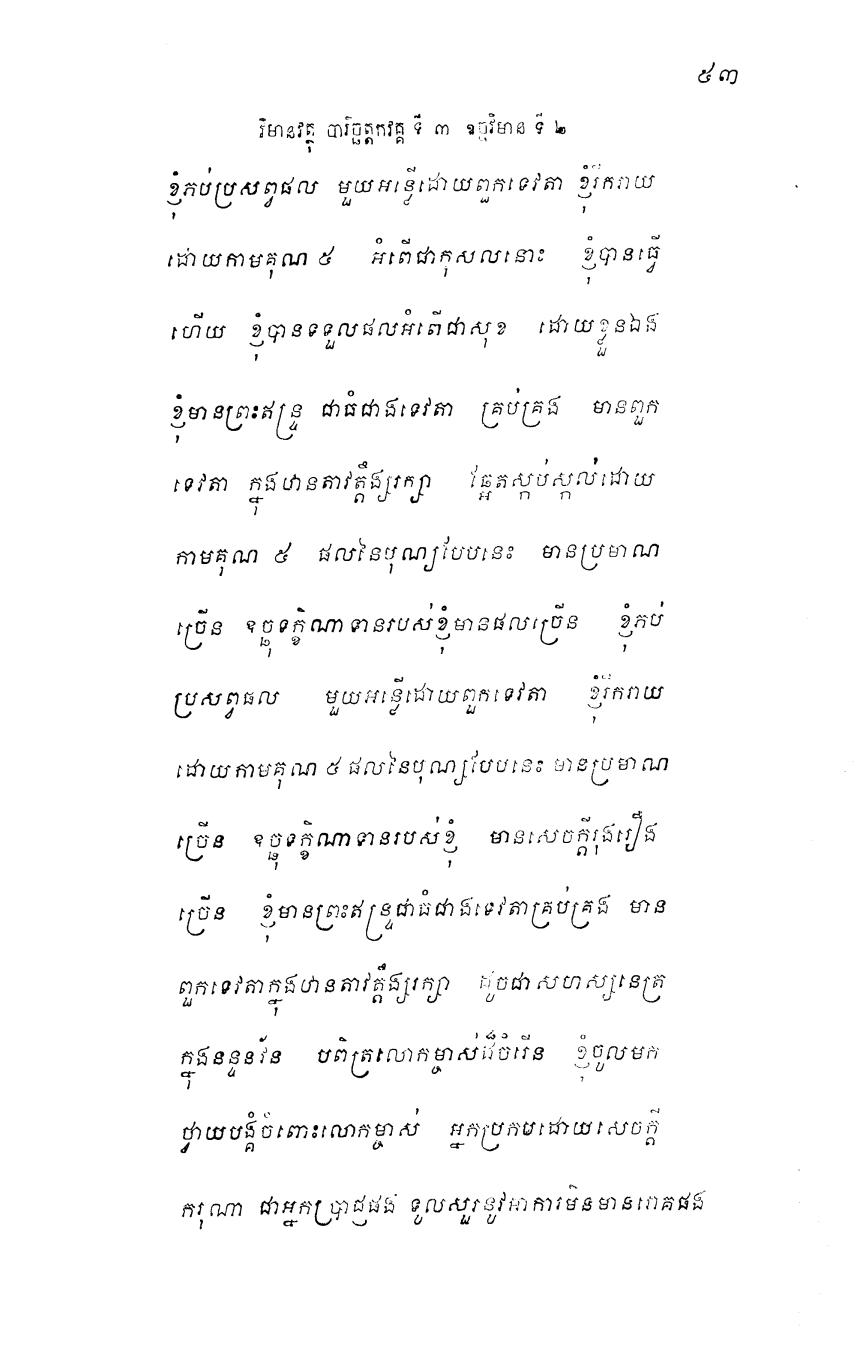 ៥៣
វិមានវត្ថុ បារិច្ឆត្តកវគ្គ ទី ៣ ឧច្ឆុវិមាន ទី ២
ខ្ញុំភប់ប្រសព្វផល មួយអន្លើដោយពួកទេវតា ខ្ញុំរីករាយ
ដោយកាមគុណ ៥ អំពើជាកុសលនោះ ខ្ញុំបានធ្វើ
ហើយ ខ្ញុំបានទទួលផលអំពើជាសុខ ដោយខ្លួនឯង
ខ្ញុំមានព្រះឥន្ទ្រ ជាធំជាងទេវតា គ្រប់គ្រង មានពួក
ទេវតា ក្នុងឋានតាវត្តឹង្សរក្សា ឆ្អែតស្កប់ស្កល់ដោយ
កាមគុណ ៥ ផលនៃបុណ្យបែបនេះ មានប្រមាណ
ច្រើន ឧច្ឆុទក្ខិណាទានរបស់ខ្ញុំមានផលច្រើន ខ្ញុំភប់
ប្រសព្វផល មួយអន្លើដោយពួកទេវតា ខ្ញុំរីករាយ
ដោយកាមគុណ ៥ ផលនៃបុណ្យបែបនេះ មានប្រមាណ
ច្រើន ឧច្ឆុទក្ខិណាទានរបស់ខ្ញុំ មានសេចក្តីរុងរឿង
ច្រើន ខ្ញុំមានព្រះឥន្ទ្រជាធំជាងទេវតាគ្រប់គ្រង មាន
ពួកទេវតាក្នុងឋានតាវត្តឹង្សរក្សា ដូចជាសហស្សនេត្រ
ក្នុងនន្ទនវ័ន បពិត្រលោកម្ចាស់ដ៏ចំរើន ខ្ញុំចូលមក
ថ្វាយបង្គំចំពោះលោកម្ចាស់ អ្នកប្រកបដោយសេចក្តី
ករុណា ជាអ្នកប្រាជ្ញផង ទូលសួរនូវអាការមិនមានរោគផង